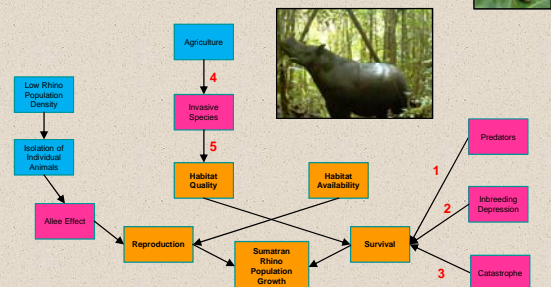 Agriculture
4
Low Rhino
Population
Density
Invasive
Species
5
Isolation of
Individual
Animals
Predators
1
Habitat
Quality
Habitat
Availability
2
Inbreeding
Depression
Allee Effect
Reproduction
Sumatran
Rhino
Population
Growth
Survival
3
Catastrophe